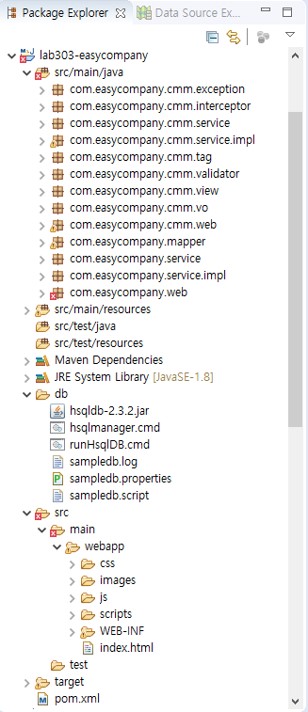 Package Explorer
Data Source Ex...
lab303-easycompany
src/main/java
com.easycompany.cmm.exception
com.easycompany.cmm.interceptor
com.easycompany.cmm.service
com.easycompany.cmm.service.impl
com.easycompany.cmm.tag
com.easycompany.cmm.validator
com.easycompany.cmm.view
com.easycompany.cmm.vo
com.easycompany.cmm.web
com.easycompany.mapper
com.easycompany.service
com.easycompany.service.impl
com.easycompany.web
src/main/resources
src/test/java
src/test/resources
Maven Dependencies
JRE System Library [JavaSE-1.8]
db
hsqldb-2.3.2.jar
hsqlmanager.cmd
runHsqlDB.cmd
sampledb.log
sampledb.properties
sampledb.script
src
main
webapp
css
images
js
scripts
WEB-INF
index.html
test
target
pom.xml